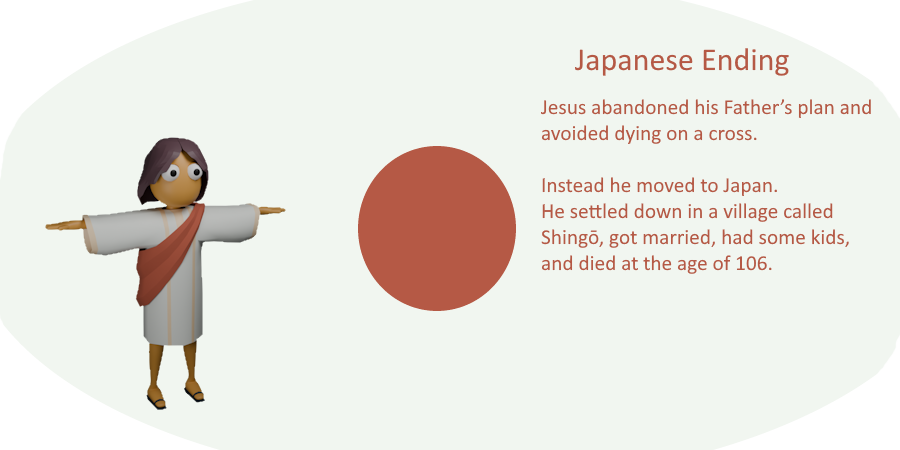 Japanese Ending
Jesus abandoned his Father’s plan and
avoided dying on a cross.
Instead he moved to Japan.
He settled down in a village called
Shingō, got married, had some kids,
and died at the age of 106.